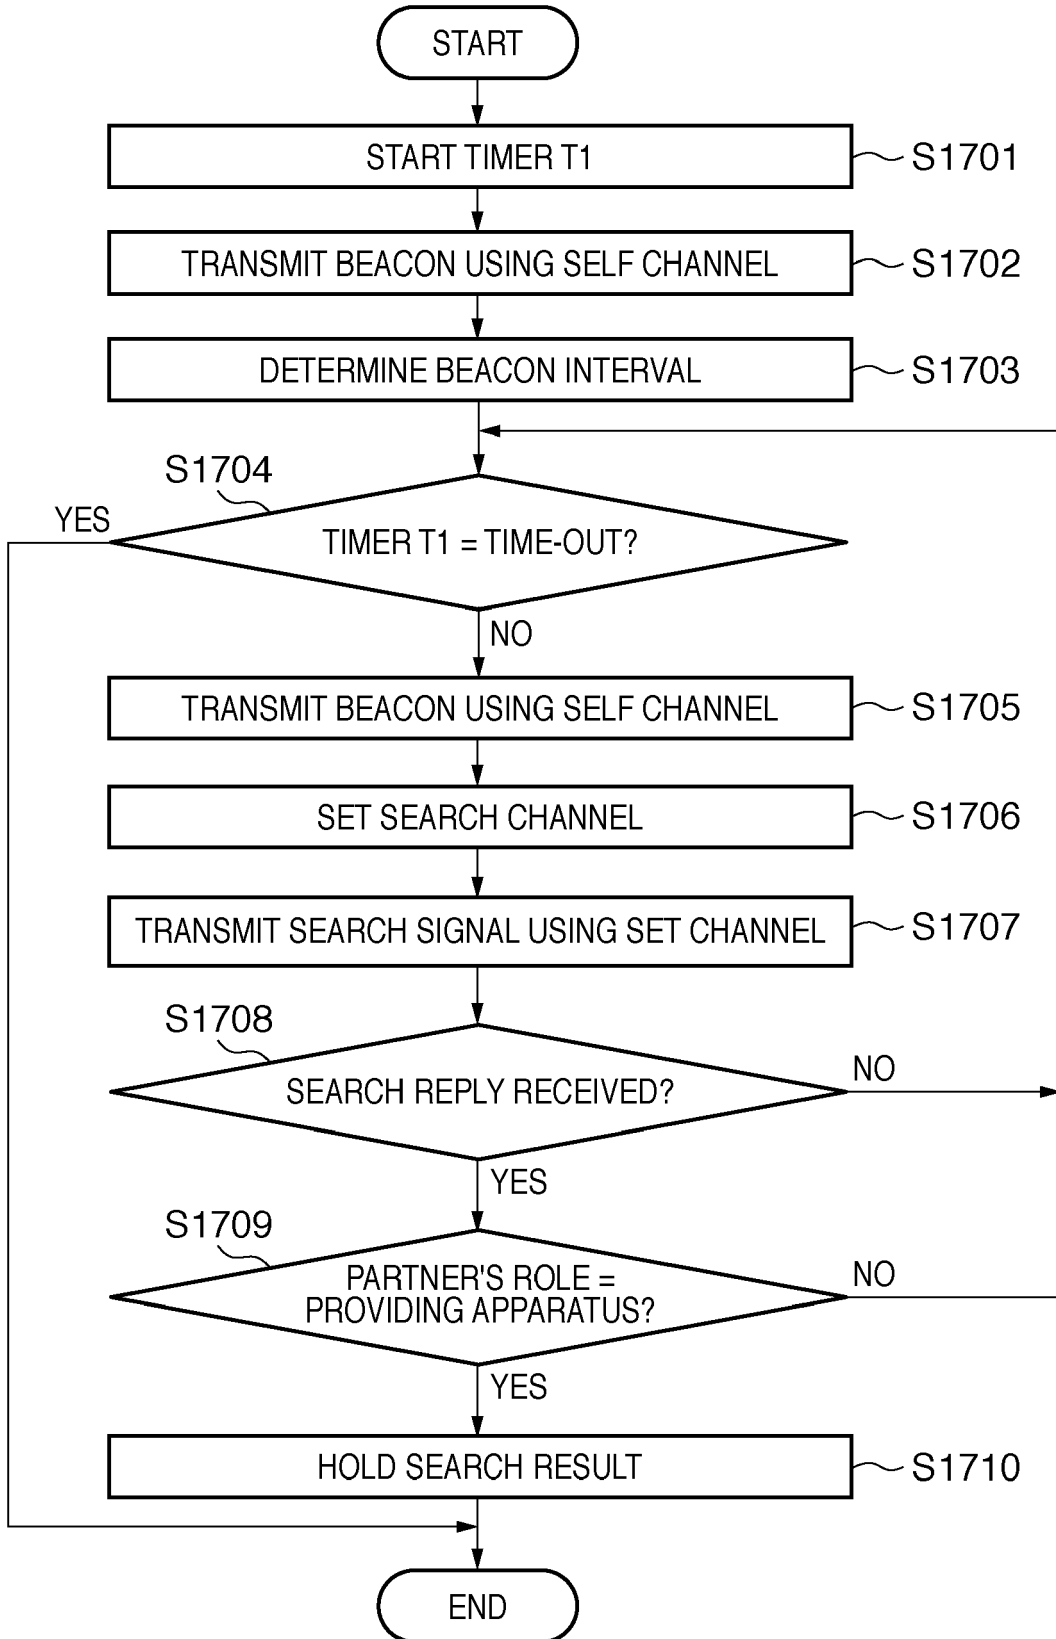 START
START TIMER T1
S1701
TRANSMIT BEACON USING SELF CHANNEL
S1702
DETERMINE BEACON INTERVAL
S1703
S1704
YES
TIMER T1 = TIME-OUT?
NO
TRANSMIT BEACON USING SELF CHANNEL
S1705
SET SEARCH CHANNEL
S1706
TRANSMIT SEARCH SIGNAL USING SET CHANNEL
S1707
S1708
SEARCH REPLY RECEIVED?
NO
YES
S1709
PARTNER'S ROLE =
PROVIDING APPARATUS?
NO
YES
HOLD SEARCH RESULT
S1710
END